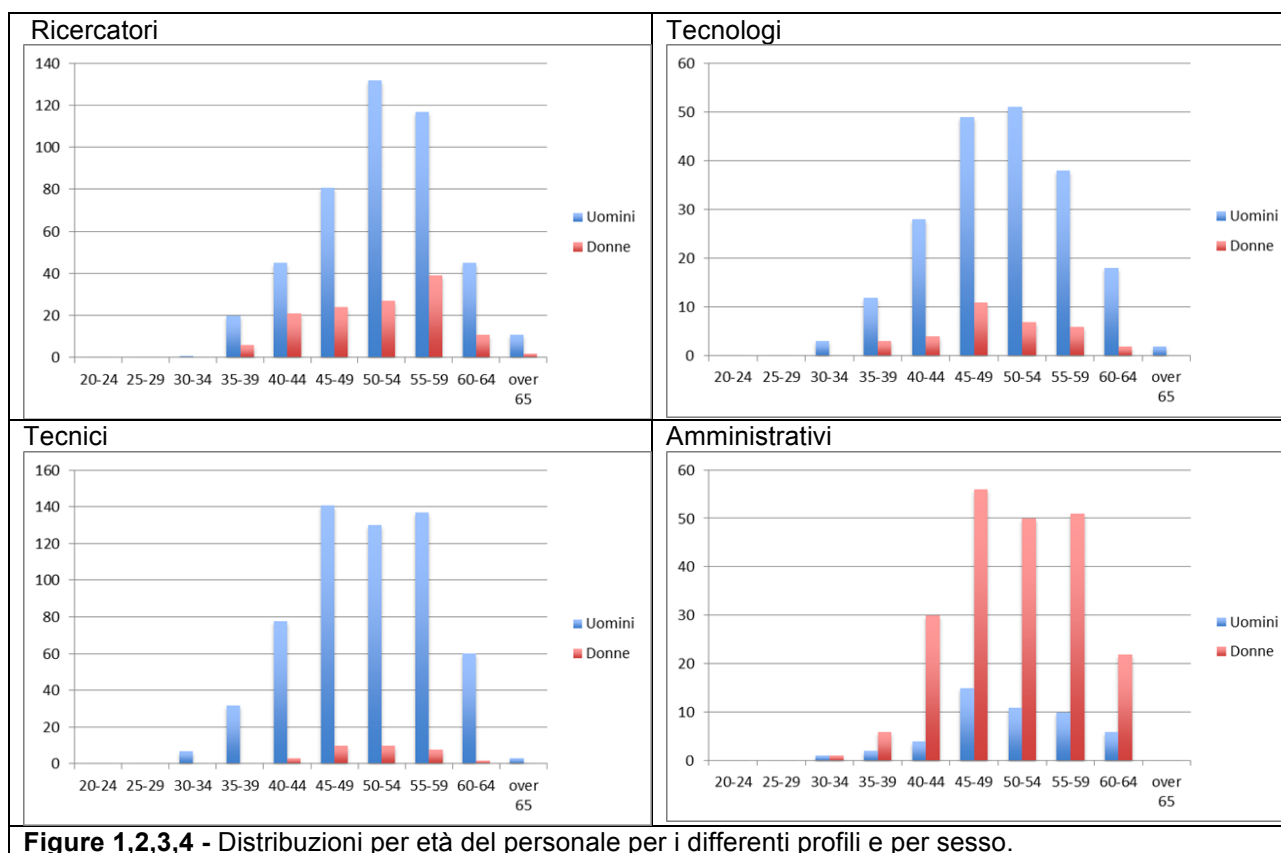 Ricercatori
140
120
100
80
60
40
20
0
20-24 25-29 30-34 35-39 40-44 45-49 50-54 55-59 60-64 over
65
Uomini
Donne
Tecnologi
60
50
40
30
20
10
0
20-24 25-29 30-34 35-39 40-44 45-49 50-54 55-59 60-64 over
65
Uomini
Donne
Tecnici
160
140
120
100
80
60
40
20
0
20-24 25-29 30-34 35-39 40-44 45-49 50-54 55-59 60-64 over
65
Uomini
Donne
Amministrativi
60
50
40
30
20
10
0
20-24 25-29 30-34 35-39 40-44 45-49 50-54 55-59 60-64 over
65
Uomini
Donne
Figure 1,2,3,4 - Distribuzioni per età del personale per i differenti profili e per sesso.